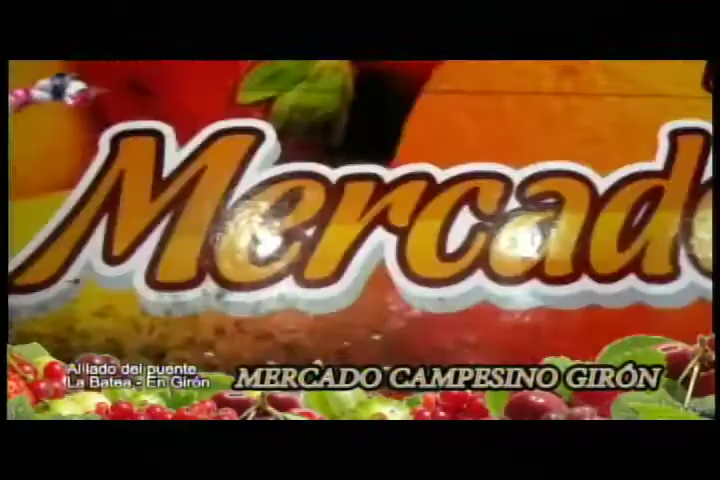 Mercad
Al lado del puente
La Batea - En Girón
MERCADO CAMPESINO GIRÓN